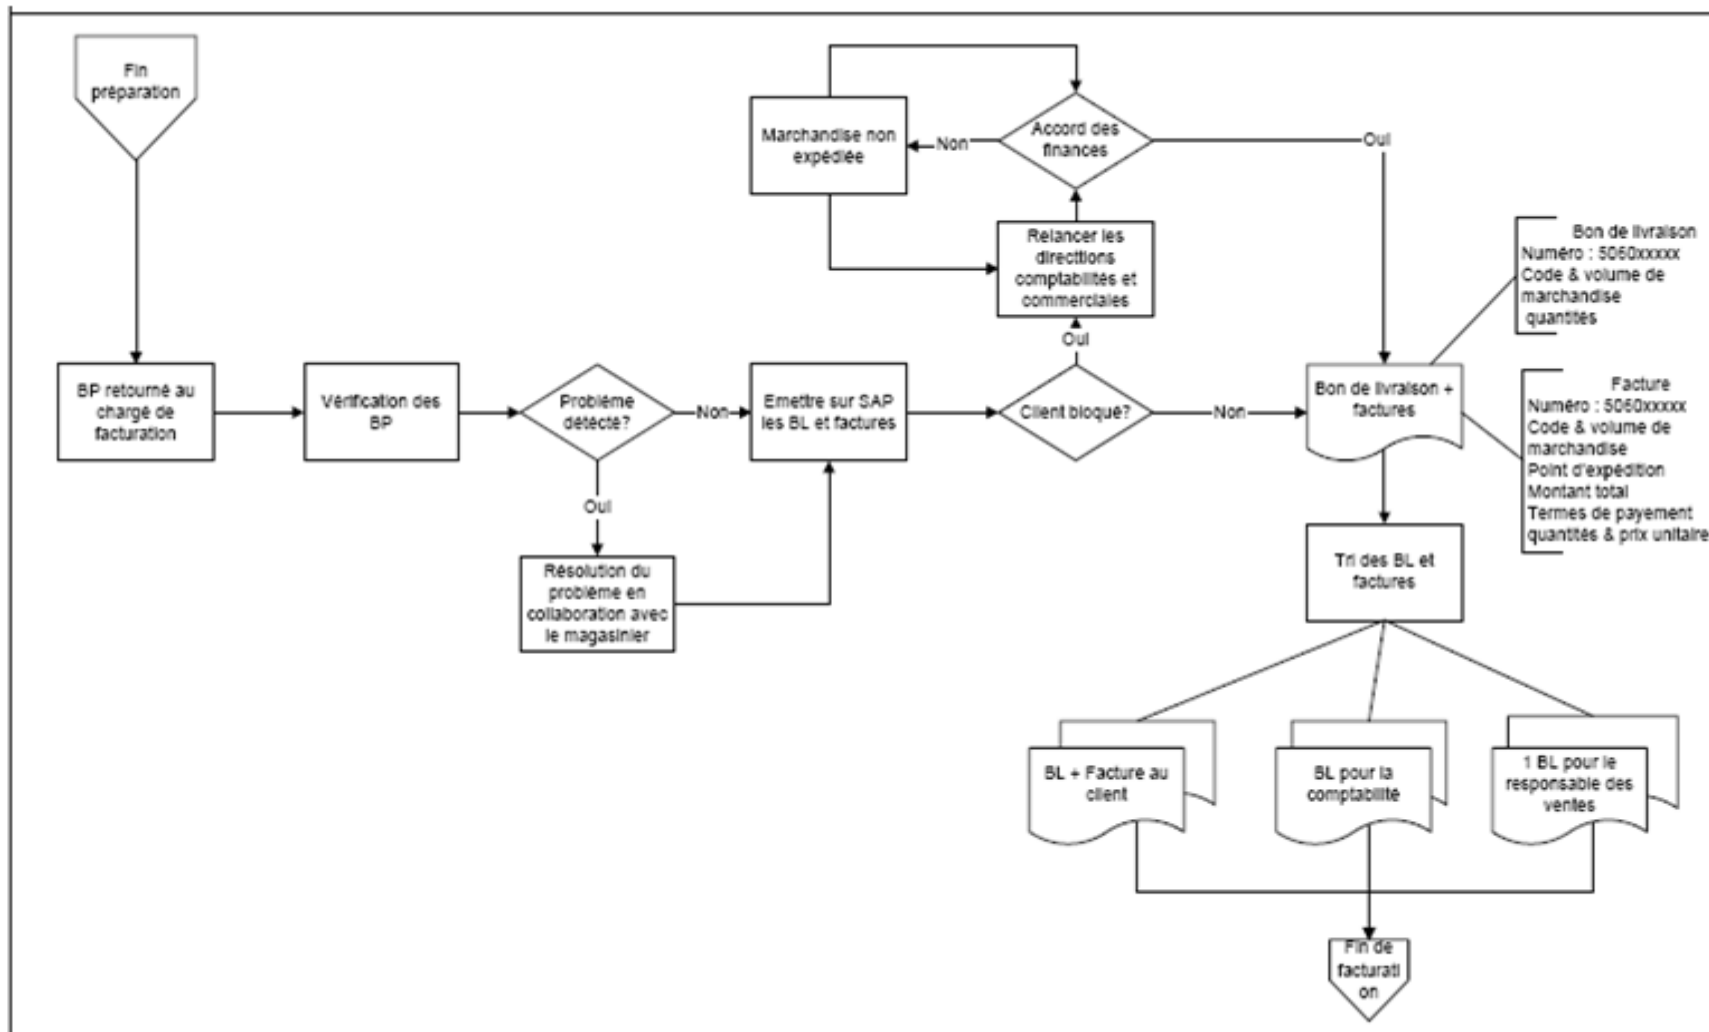 Fin
préparation
BP retourné au
chargé de
facturation
Vérification des
BP
Problème
détécté?
Non
Oui
Résolution du
problème en
collaboration avec
le magasinier
Emettre sur SAP
les BL et factures
Client bloqué?
Oui
Non
Relancer les
directtions
comptabilités et
commerciales
Accord des
finances
Non
Marchandise non
expédiée
Oui
Bon de livraison +
factures
Bon de livraison
Numéro : 5060xxxxx
Code & volume de
marchandise
quantités
Facture
Numéro : 5060xxxxx
Code & volume de
marchandise
Point d'expédition
Montant total
Termes de payement
quantités & prix unitaire
Tri des BL et
factures
BL + Facture au
client
BL pour la
comptabilité
1 BL pour le
responsable des
ventes
Fin de
facturati
on